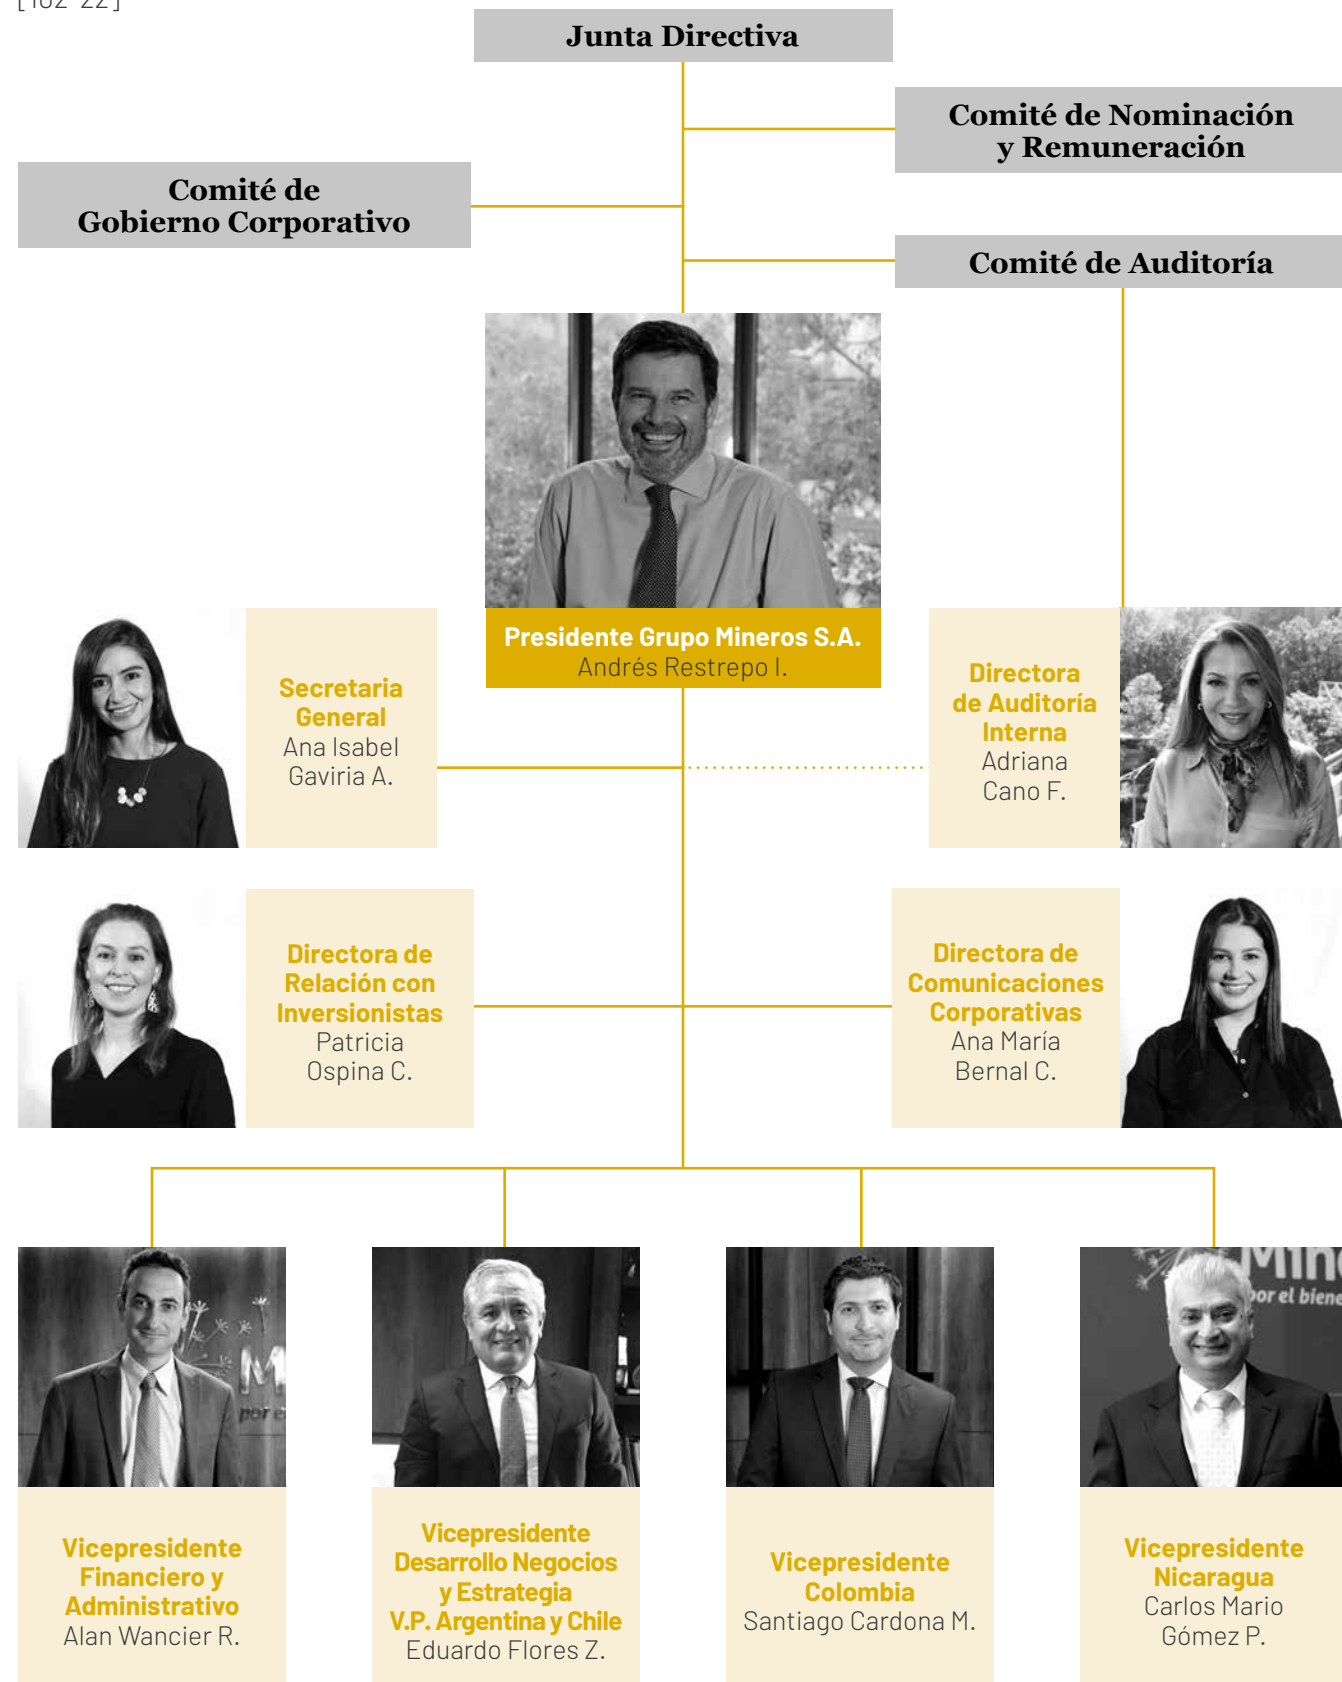 Junta Directiva
Comité de Nominación
y Remuneración
Comité de
Gobierno Corporativo
Comité de Auditoría
Presidente Grupo Mineros S.A.
Andrés Restrepo I.
Secretaria
General
Ana Isabel
Gaviria A.
Directora
de Auditoría
Interna
Adriana
Cano F.
Directora de
Relación con
Inversionistas
Patricia
Ospina C.
Directora de
Comunicaciones
Corporativas
Ana María
Bernal C.
Vicepresidente
Financiero y
Administrativo
Alan Wancier R.
Vicepresidente
Desarrollo Negocios
y Estrategia
V.P. Argentina y Chile
Eduardo Flores Z.
Vicepresidente
Colombia
Santiago Cardona M.
Vicepresidente
Nicaragua
Carlos Mario
Gómez P.